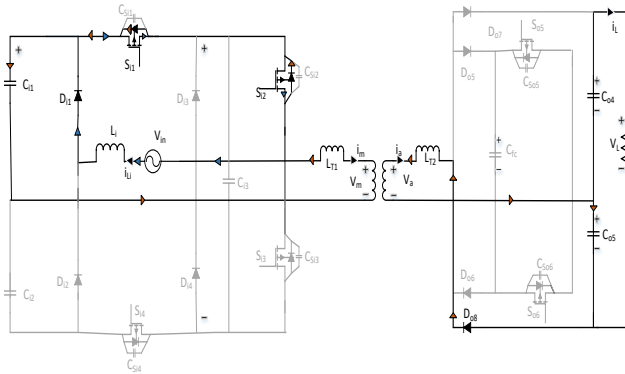 C_Si1
S_i1
+
C_i1
D_i1
D_i3
S_i2
C_Si2
L_i
V_in
i_Li
C_i3
L_T1
i_m
i_a
L_T2
+
V_m
−
+
V_a
−
C_i2
D_i2
D_i4
S_i3
C_Si3
S_i4
C_Si4
−
D_o7
D_o5
S_o5
C_So5
+
C_fc
−
i_L
+
C_o4
−
+
V_L
−
+
C_o5
−
D_o6
C_So6
S_o6
D_o8